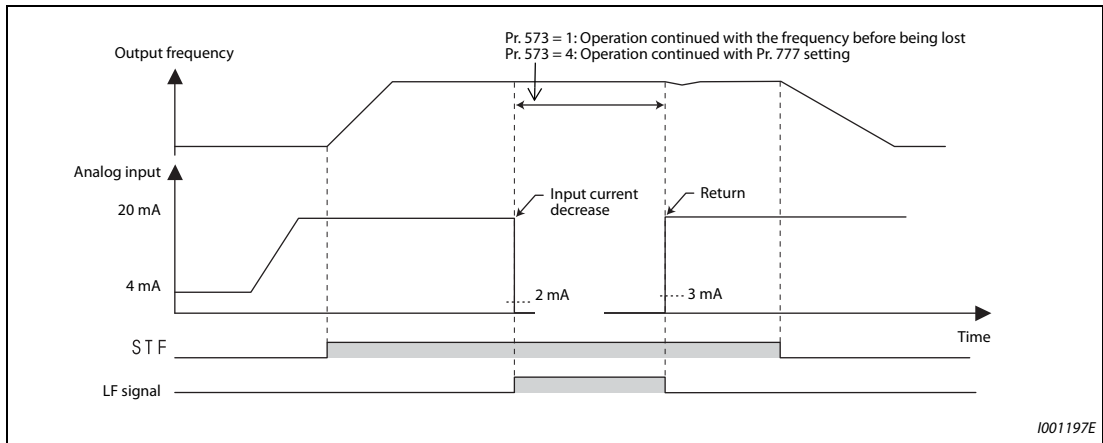 Pr. 573 = 1: Operation continued with the frequency before being lost
Pr. 573 = 4: Operation continued with Pr. 777 setting
Output frequency
Analog input
20 mA
Input current
decrease
Return
4 mA
2 mA
3 mA
Time
STF
LF signal
I001197E